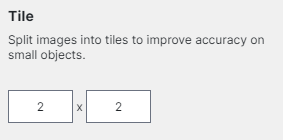 Tile
Split images into tiles to improve accuracy on
small objects.
2 x 2